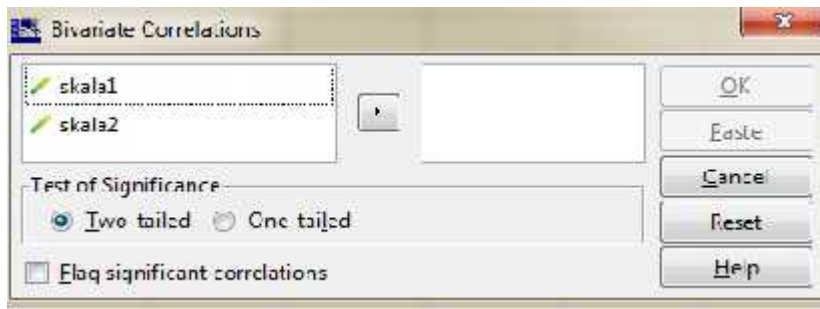 Bivariate Correlations
skala1
skala2
OK
Paste
Cancel
Reset
Help
Test of Significance
Two tailed
One tailed
Flag significant correlations